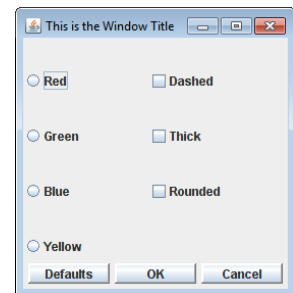 This is the Window Title
Red
Dashed
Green
Thick
Blue
Rounded
Yellow
Defaults
OK
Cancel